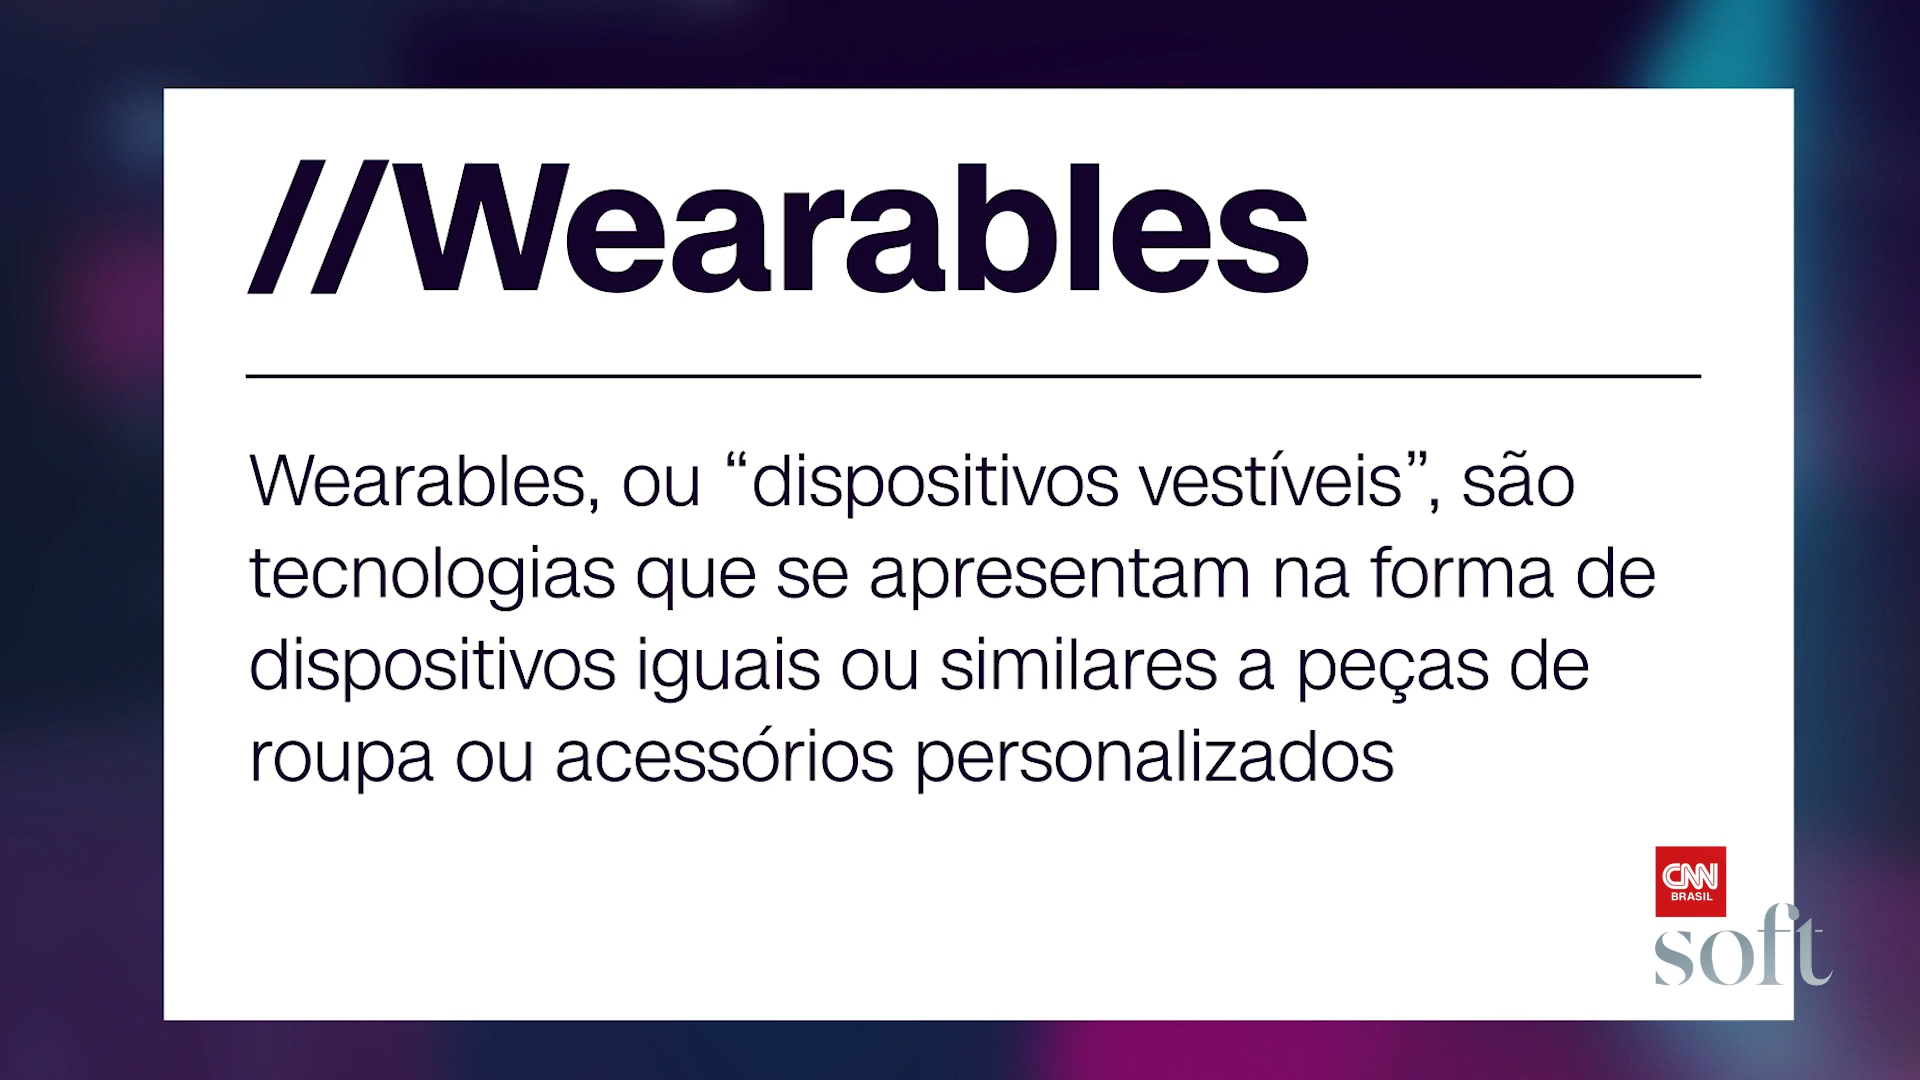 //Wearables
Wearables, ou “dispositivos vestíveis”, são
tecnologias que se apresentam na forma de
dispositivos iguais ou similares a peças de
roupa ou acessórios personalizados
CNN
BRASIL
soft